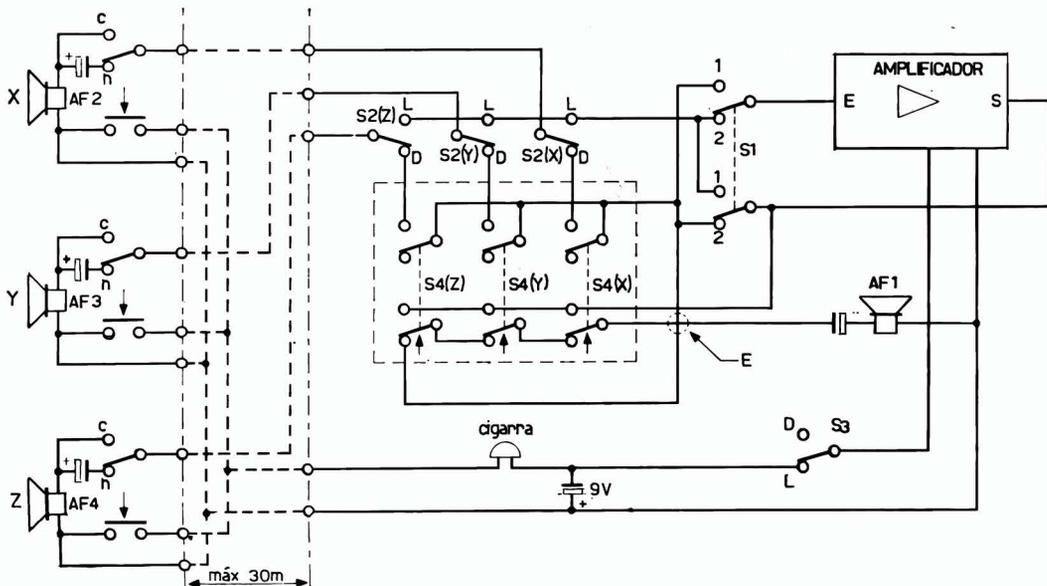 c
+
n
X
AF2
c
+
n
Y
AF3
c
+
n
Z
AF4
máx 30m
S2(Z)
L
L
L
D
S2(Y)
D
S2(X)
D
S4(Z)
S4(Y)
S4(X)
1
2
S1
1
2
AMPLIFICADOR
E
S
AF1
E
cigarra
9V
+
D
S3
L